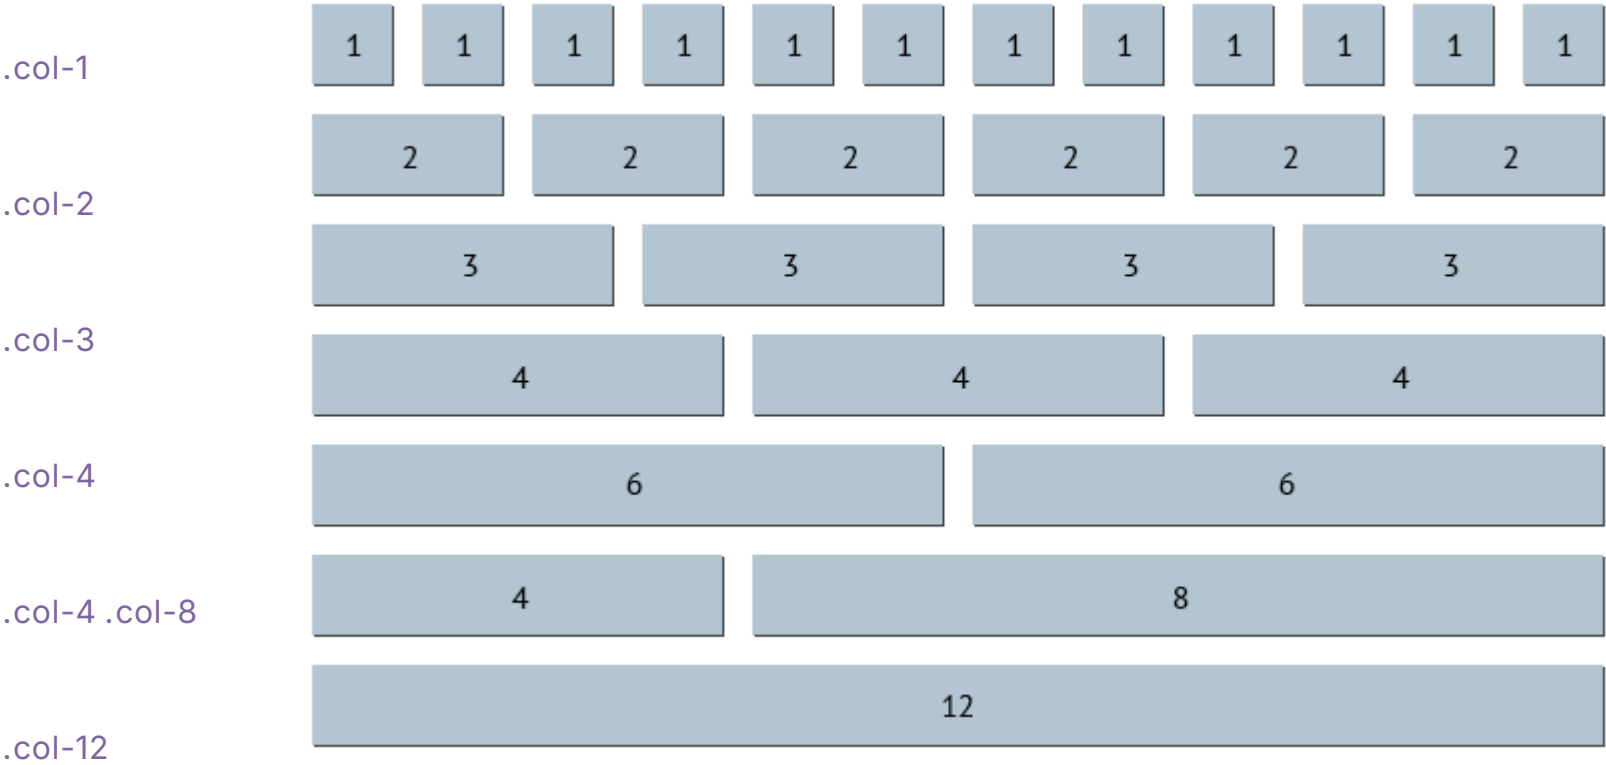 1 1 1 1 1 1 1 1 1 1 1 1
.col-1
2 2 2 2 2 2
.col-2
3 3 3 3
.col-3
4 4 4
.col-4
6 6
4 8
.col-4 .col-8
12
.col-12